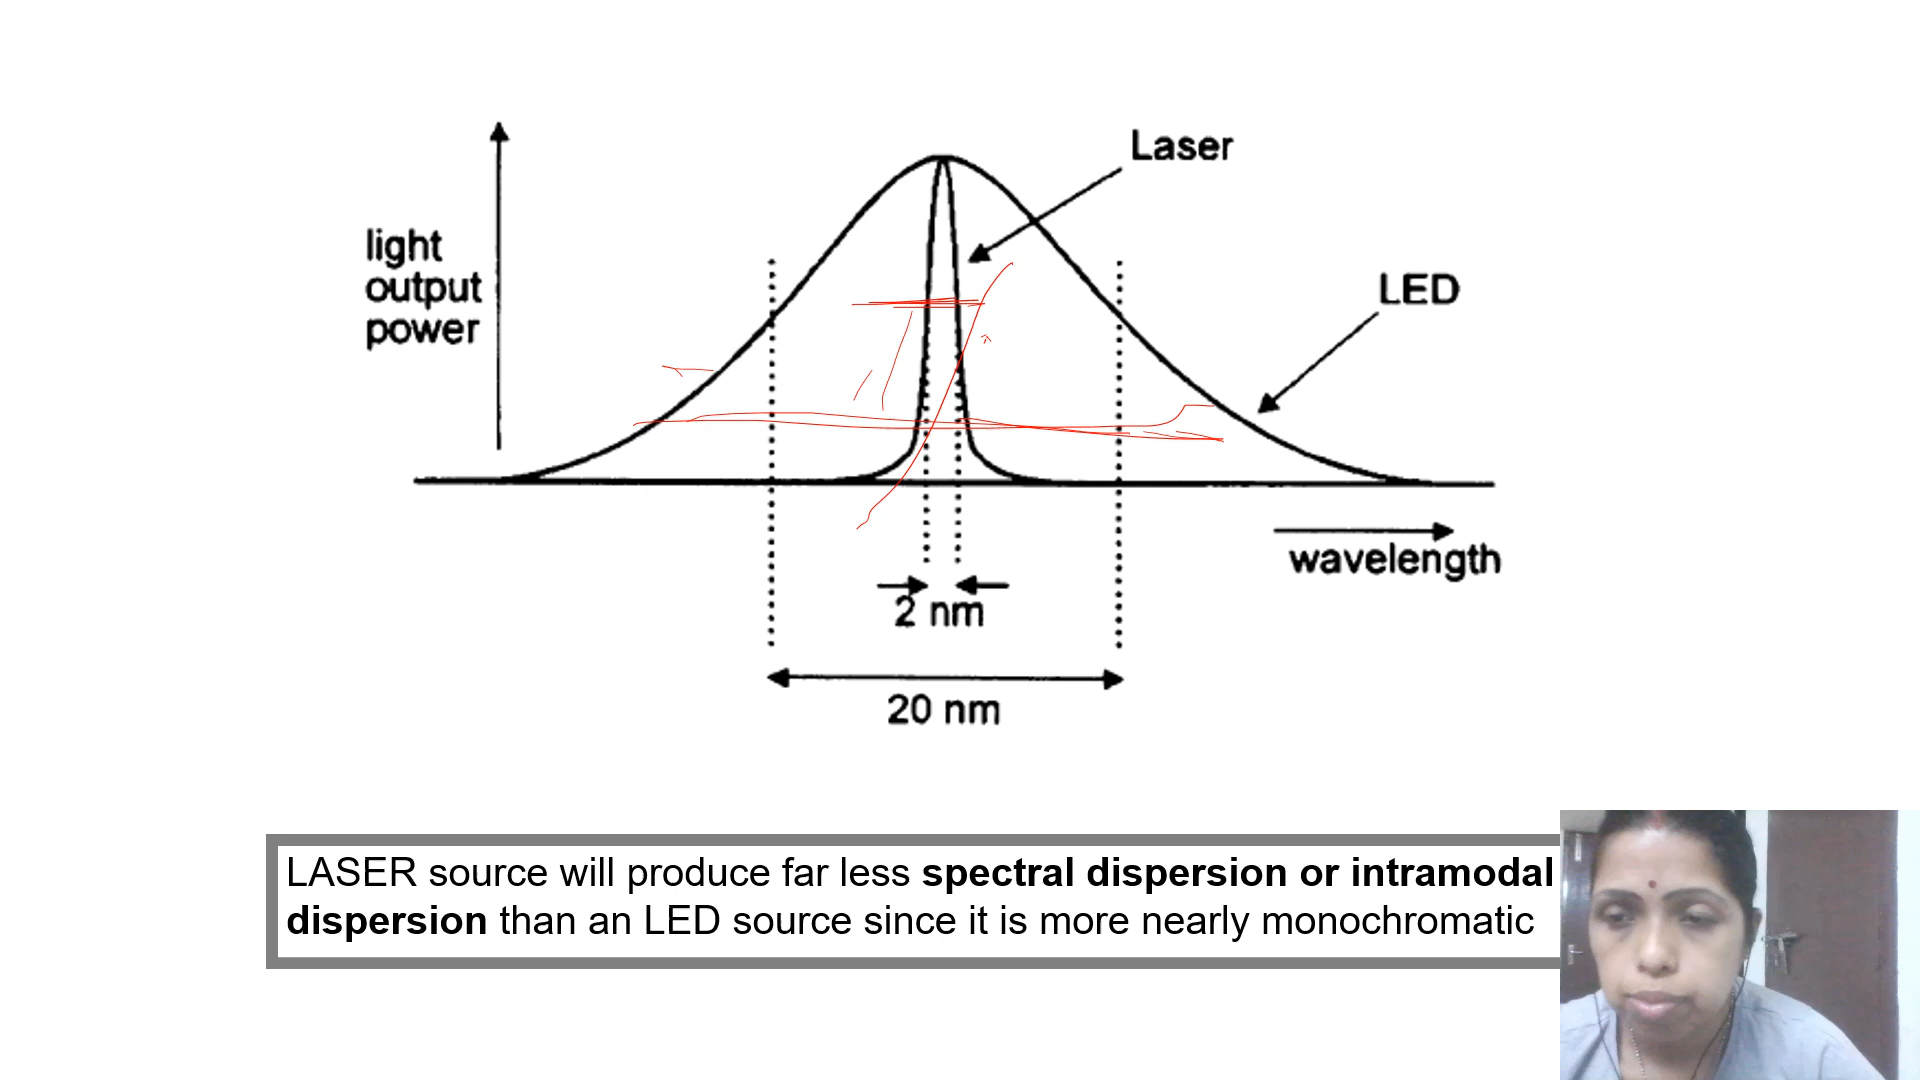 Laser
light
output
power
LED
wavelength
2 nm
20 nm
LASER source will produce far less spectral dispersion or intramodal
dispersion than an LED source since it is more nearly monochromatic